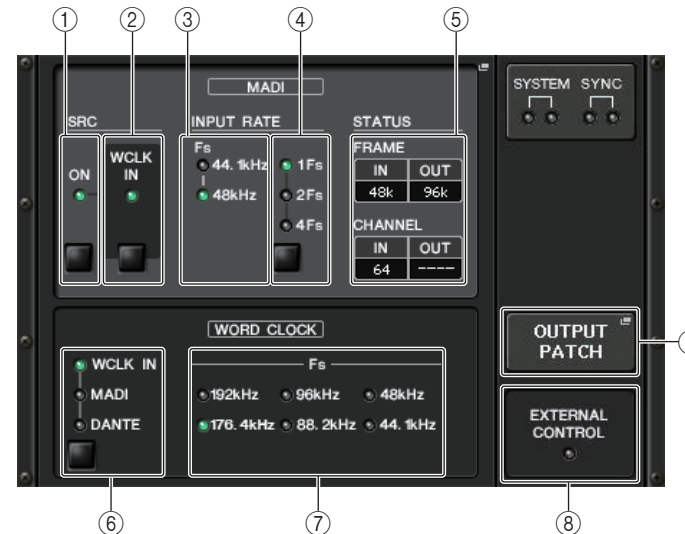 ① ② ③ ④ ⑤
MADI
SYSTEM SYNC
SRC
INPUT RATE
STATUS
ON
WCLK IN
Fs
44.1kHz
48kHz
1Fs
2Fs
4Fs
FRAME
IN OUT
48k 96k
CHANNEL
IN OUT
64 ----
WORD CLOCK
WCLK IN
MADI
DANTE
Fs
192kHz 96kHz 48kHz
176.4kHz 88.2kHz 44.1kHz
OUTPUT
PATCH
EXTERNAL
CONTROL
⑥ ⑦ ⑧